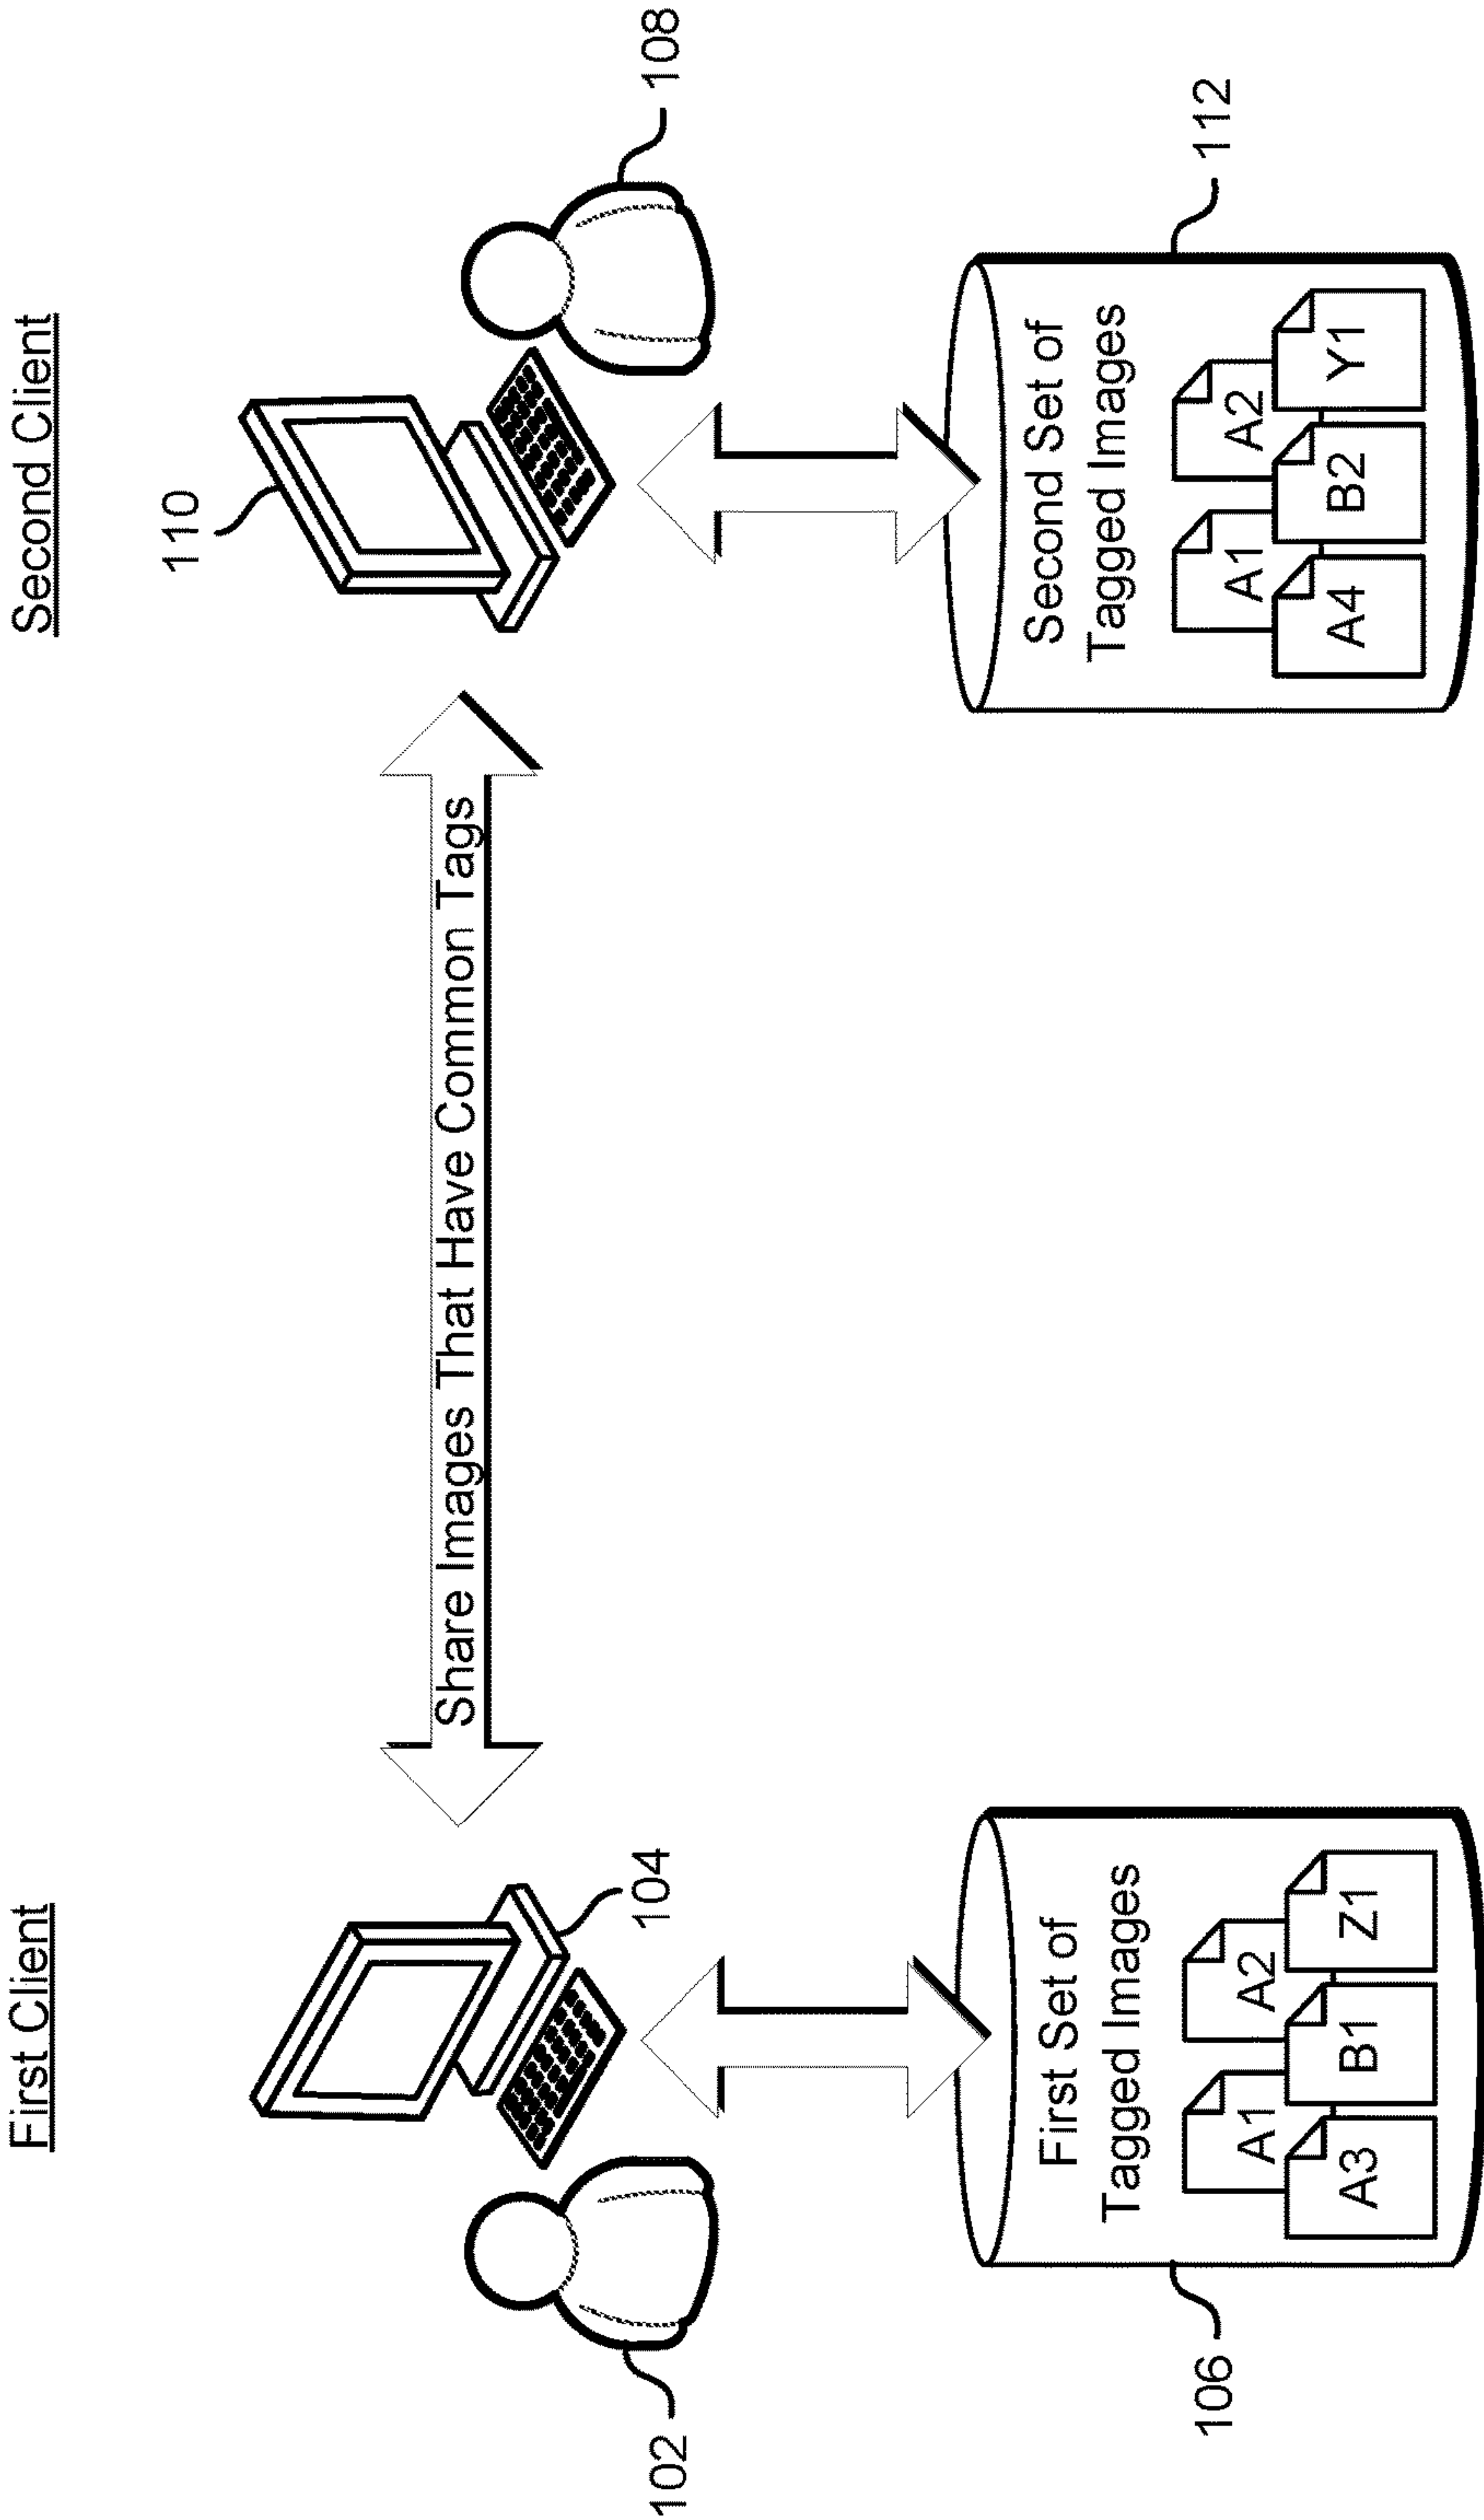 First Client
Second Client
110
Share Images That Have Common Tags
104
108
102
First Set of
Tagged Images
A1
A2
A3
B1
Z1
106
Second Set of
Tagged Images
A1
A2
A4
B2
Y1
112